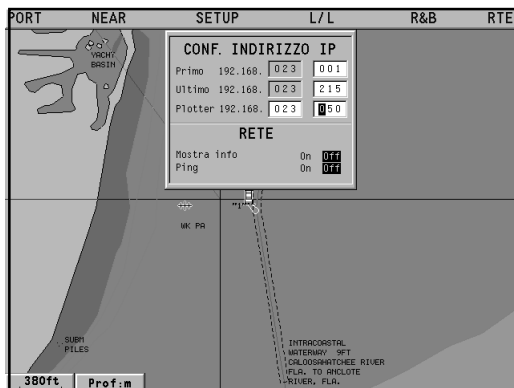 PORT NEAR SETUP L/L R&B RTE
CONF. INDIRIZZO IP
Primo 192.168. 023 001
Ultimo 192.168. 023 215
Plotter 192.168. 023 050
RETE
Mostra info On Off
Ping On Off
YACHT
BASIN
"1"
WK PA
SUBM
PILES
INTRACOASTAL
WATERWAY 9FT
CALOOSAHATCHEE RIVER
FLA. TO ANCLOTE
RIVER, FLA.
380ft Prof:m